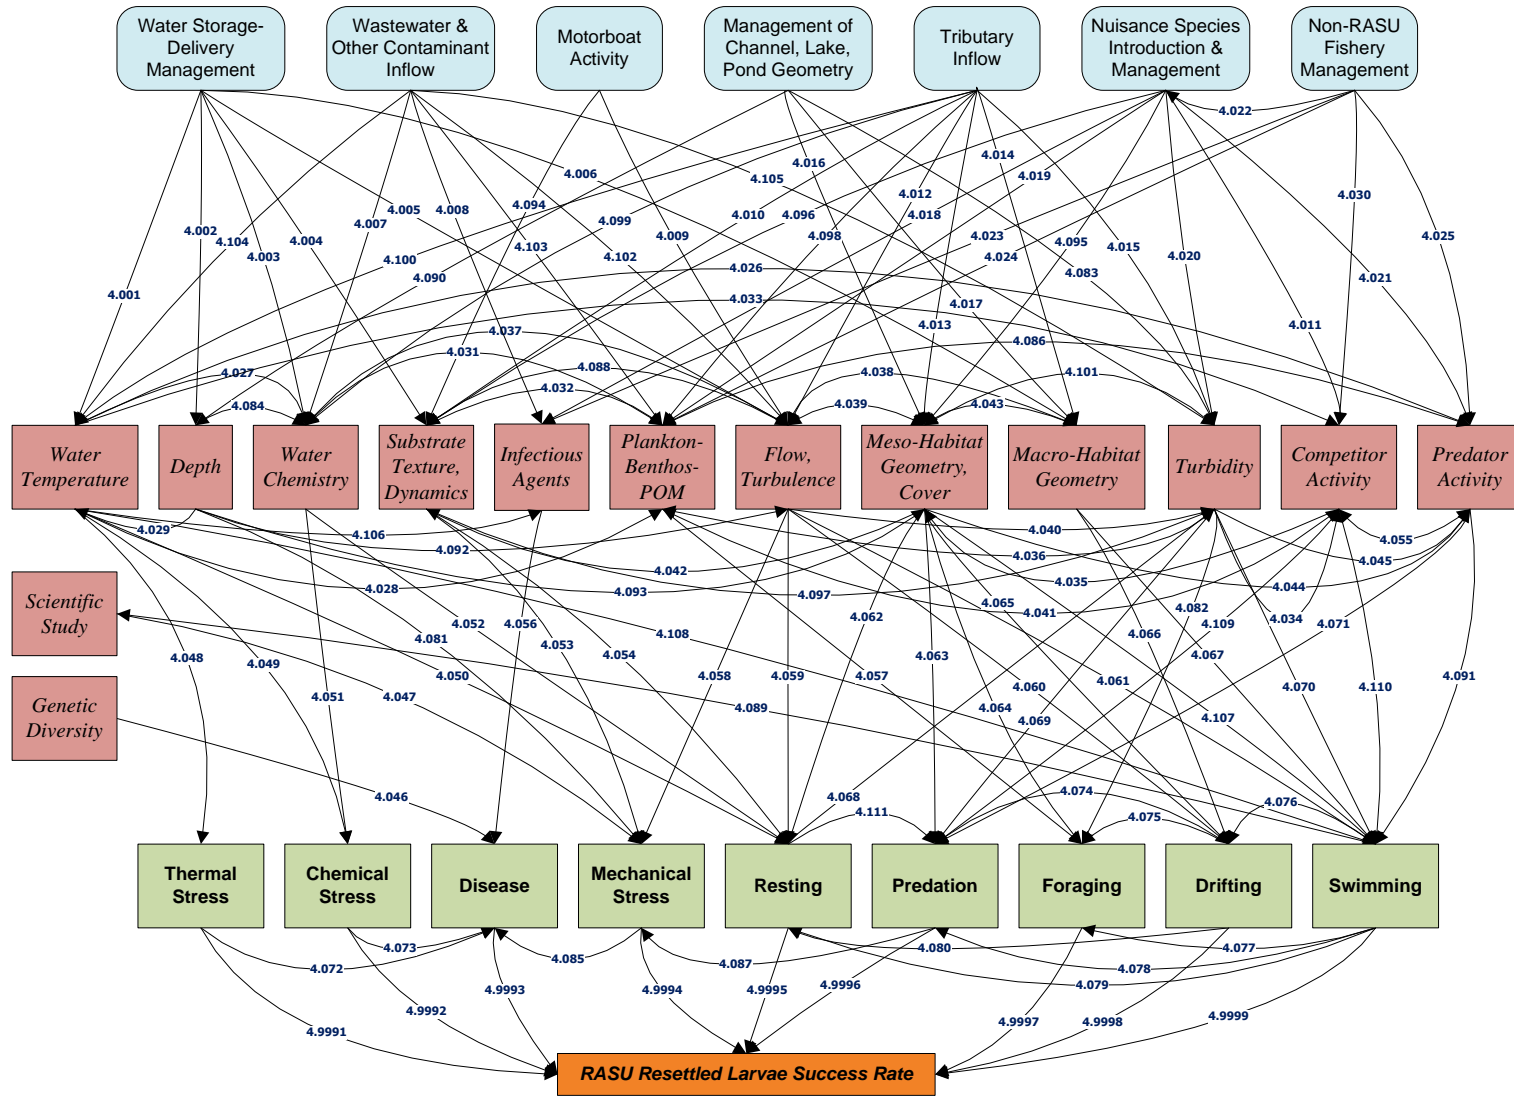 Water Storage-
Delivery
Management
Wastewater &
Other Contaminant
Inflow
Motorboat
Activity
Management of
Channel, Lake,
Pond Geometry
Tributary
Inflow
Nuisance Species
Introduction &
Management
Non-RASU
Fishery
Management
4.022
4.016
4.014
4.006
4.105
4.019
4.012
4.030
4.094
4.005
4.008
4.010
4.096
4.018
4.099
4.007
4.002
4.104
4.004
4.103
4.009
4.098
4.023
4.025
4.095
4.015
4.003
4.100
4.102
4.024
4.020
4.026
4.090
4.083
4.021
4.001
4.033
4.017
4.013
4.011
4.037
4.031
4.086
4.027
4.088
4.038
4.101
4.032
4.084
4.039
4.043
Water
Temperature
Depth
Water
Chemistry
Substrate
Texture,
Dynamics
Infectious
Agents
Plankton-
Benthos-
POM
Flow,
Turbulence
Meso-Habitat
Geometry,
Cover
Macro-Habitat
Geometry
Turbidity
Competitor
Activity
Predator
Activity
4.029
4.106
4.040
4.055
4.092
4.036
4.045
4.042
4.035
4.028
4.093
4.097
4.044
Scientific
Study
4.052
4.056
4.062
4.065
4.041
4.082
4.034
4.109
4.081
4.108
4.053
4.066
4.071
4.048
4.049
4.054
4.063
4.067
4.050
4.058
4.059
4.057
4.061
4.091
4.060
4.070
4.110
Genetic
Diversity
4.051
4.047
4.089
4.064
4.069
4.107
4.046
4.068
4.111
4.074
4.075
4.076
Thermal
Stress
Chemical
Stress
Disease
Mechanical
Stress
Resting
Predation
Foraging
Drifting
Swimming
4.073
4.080
4.077
4.072
4.085
4.087
4.078
4.079
4.9993
4.9994
4.9995
4.9996
4.9992
4.9991
4.9997
4.9998
4.9999
RASU Resettled Larvae Success Rate